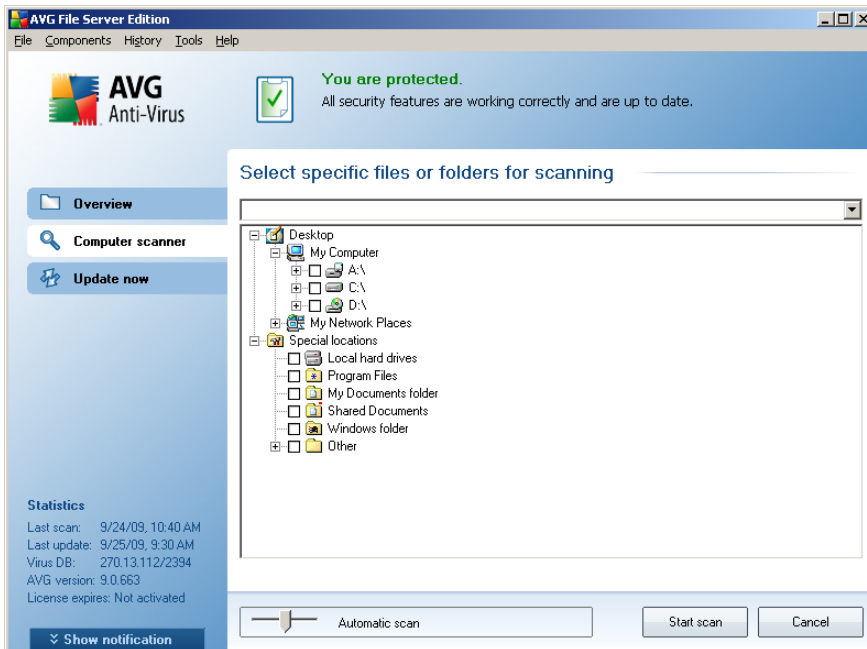 AVG File Server Edition
File Components History Tools Help
AVG
Anti-Virus
You are protected.
All security features are working correctly and are up to date.
Select specific files or folders for scanning
Overview
Computer scanner
Update now
Desktop
My Computer
A:\
C:\
D:\
My Network Places
Special locations
Local hard drives
Program Files
My Documents folder
Shared Documents
Windows folder
Other
Statistics
Last scan: 9/24/09, 10:40 AM
Last update: 9/25/09, 9:30 AM
Virus DB: 270.13.112/2394
AVG version: 9.0.663
License expires: Not activated
Show notification
Automatic scan
Start scan
Cancel